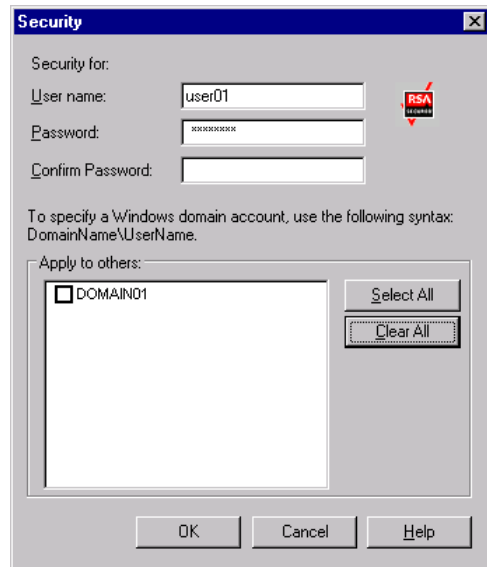 Security
Security for:
User name: user01
RSA
SECURED
Password: ********
Confirm Password:
To specify a Windows domain account, use the following syntax:
DomainName\UserName.
Apply to others:
DOMAIN01
Select All
Clear All
OK Cancel Help